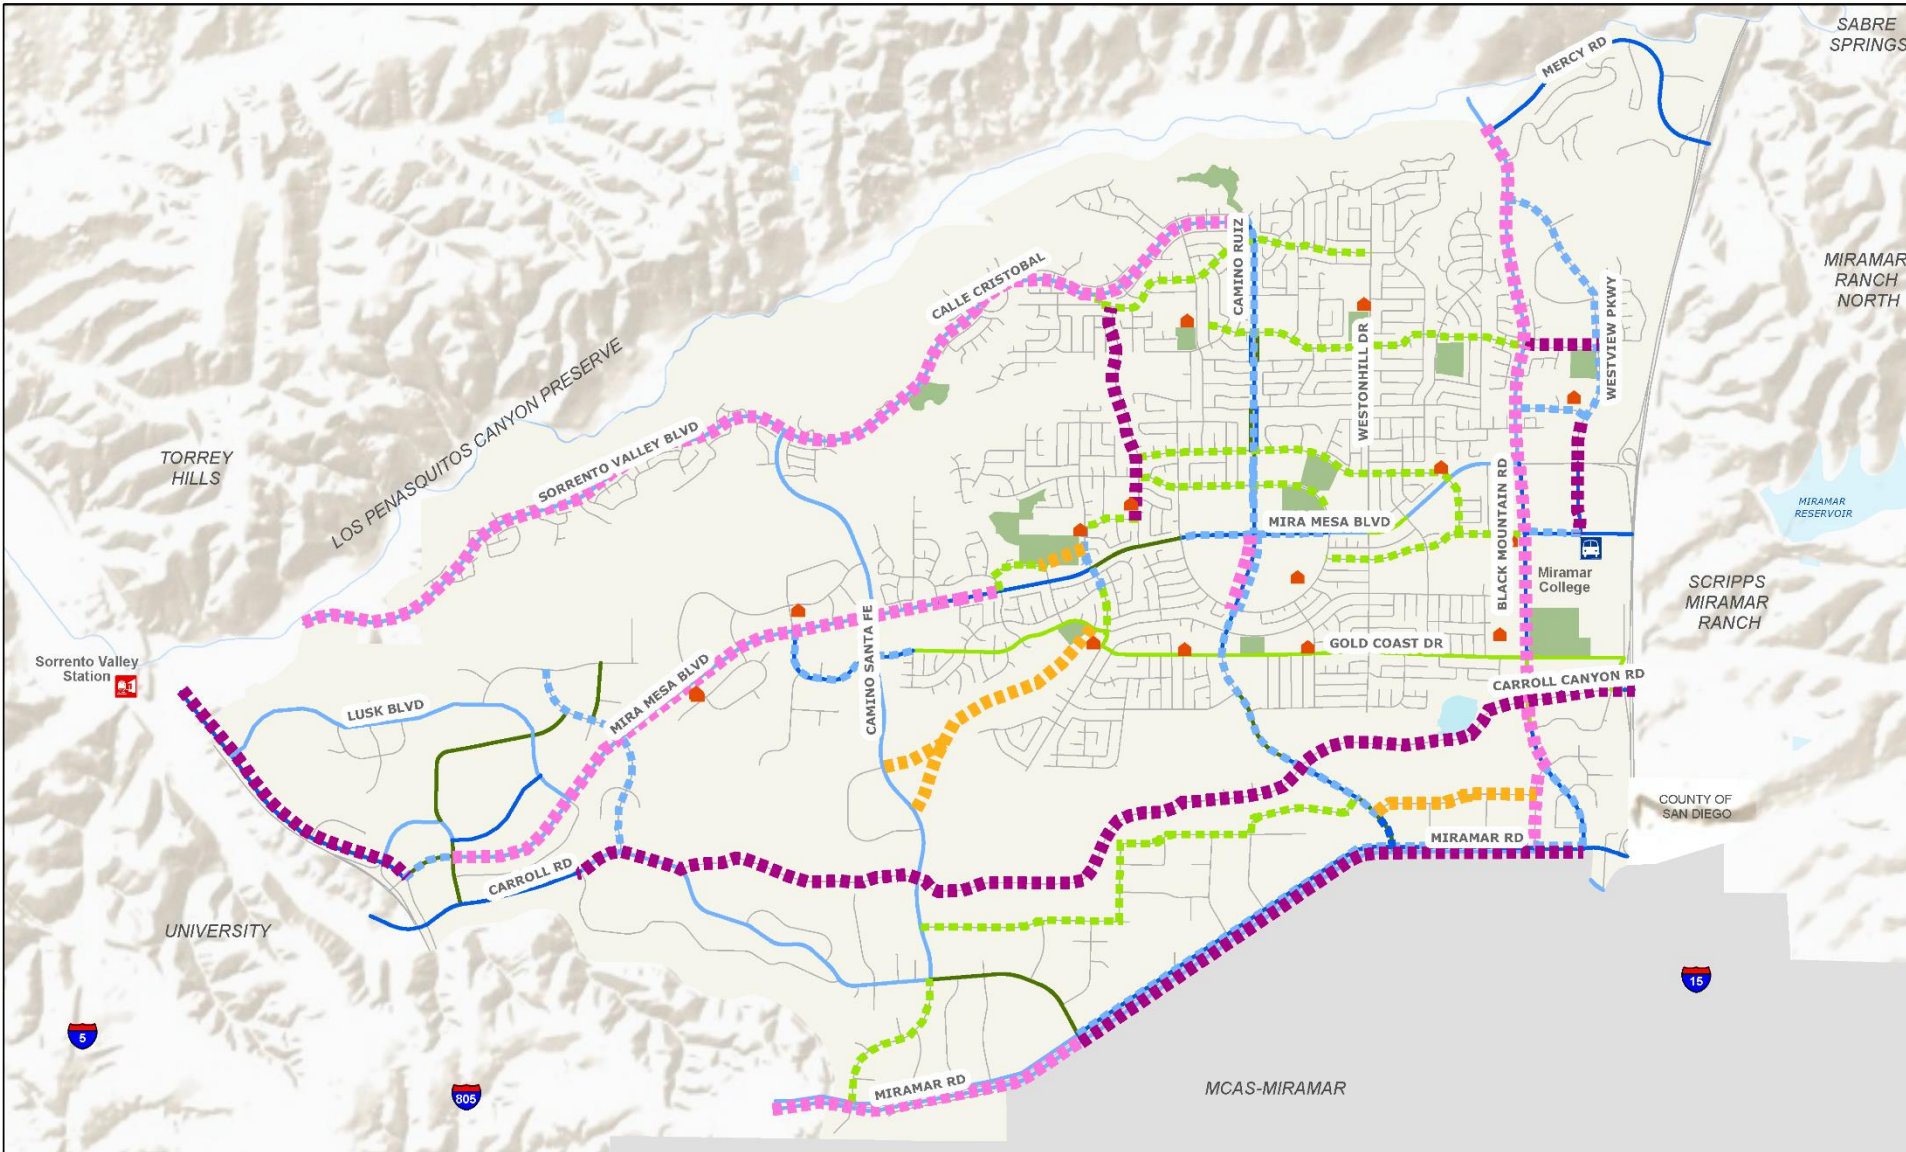 SABRE
SPRINGS
MERCY RD
MIRAMAR
RANCH
NORTH
CAMINO RUIZ
CALLE CRISTOBAL
WESTVIEW PKWY
WESTONHILL DR
LOS PENASQUITOS CANYON PRESERVE
SORRENTO VALLEY BLVD
TORREY
HILLS
BLACK MOUNTAIN RD
MIRAMAR
RESERVOIR
MIRA MESA BLVD
Miramar
College
SCRIPPS
MIRAMAR
RANCH
CAMINO SANTA FE
GOLD COAST DR
Sorrento Valley
Station
MIRA MESA BLVD
CARROLL CANYON RD
LUSK BLVD
COUNTY OF
SAN DIEGO
MIRAMAR RD
CARROLL RD
UNIVERSITY
15
5
805
MIRAMAR RD
MCAS-MIRAMAR